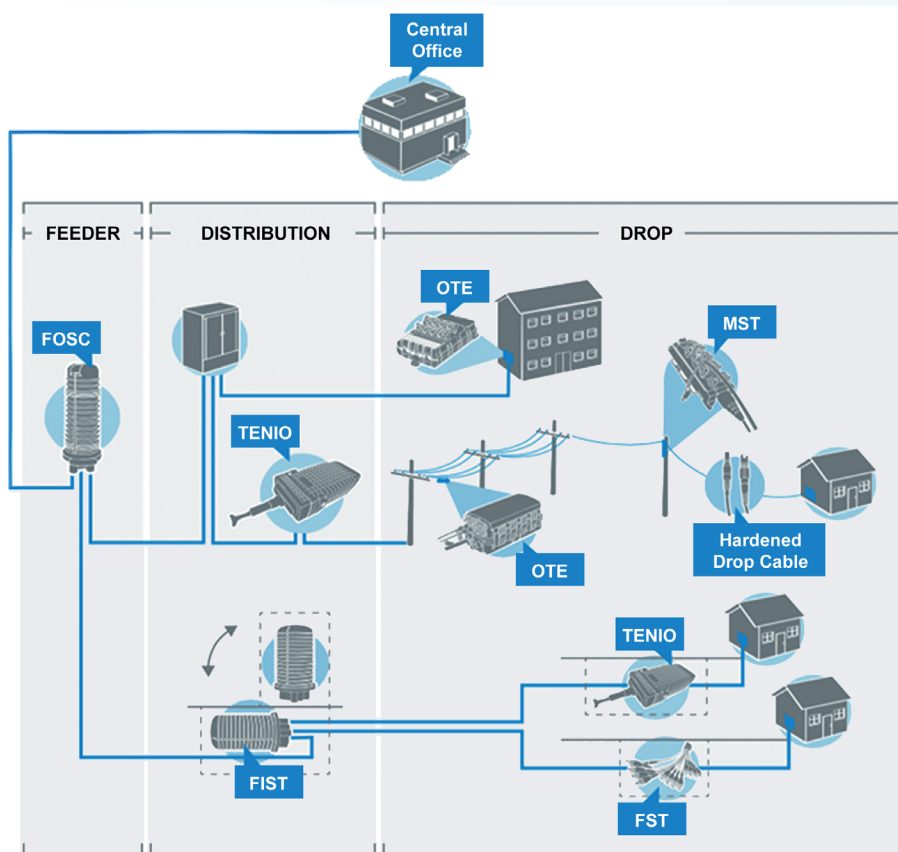 Central
Office
FEEDER
DISTRIBUTION
DROP
OTE
MST
FOSC
TENIO
Hardened
Drop Cable
OTE
TENIO
FIST
FST